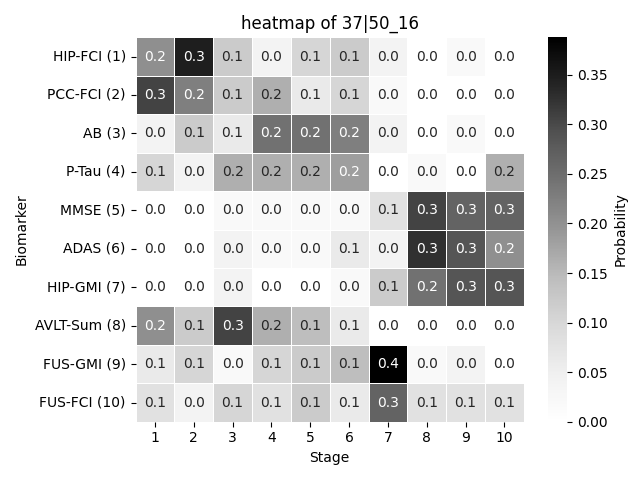 heatmap of 37|50_16
HIP-FCI (1) 0.2 0.3 0.1 0.0 0.1 0.1 0.0 0.0 0.0 0.0
PCC-FCI (2) 0.3 0.2 0.1 0.2 0.1 0.1 0.0 0.0 0.0 0.0
AB (3) 0.0 0.1 0.1 0.2 0.2 0.2 0.0 0.0 0.0 0.0
P-Tau (4) 0.1 0.0 0.2 0.2 0.2 0.2 0.0 0.0 0.0 0.2
MMSE (5) 0.0 0.0 0.0 0.0 0.0 0.0 0.1 0.3 0.3 0.3
ADAS (6) 0.0 0.0 0.0 0.0 0.0 0.1 0.0 0.3 0.3 0.2
HIP-GMI (7) 0.0 0.0 0.0 0.0 0.0 0.0 0.1 0.2 0.3 0.3
AVLT-Sum (8) 0.2 0.1 0.3 0.2 0.1 0.1 0.0 0.0 0.0 0.0
FUS-GMI (9) 0.1 0.1 0.0 0.1 0.1 0.1 0.4 0.0 0.0 0.0
FUS-FCI (10) 0.1 0.0 0.1 0.1 0.1 0.1 0.3 0.1 0.1 0.1
1 2 3 4 5 6 7 8 9 10
Stage
Biomarker
0.35
0.30
0.25
0.20
0.15
0.10
0.05
0.00
Probability